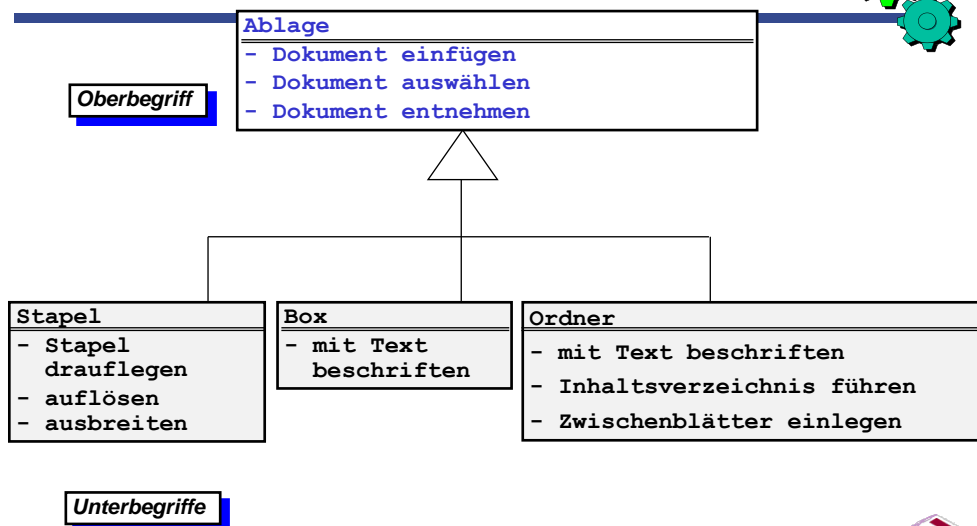 Ablage
- Dokument einfügen
- Dokument auswählen
- Dokument entnehmen
Oberbegriff
Stapel
- Stapel
drauflegen
- auflösen
- ausbreiten
Box
- mit Text
beschriften
Ordner
- mit Text beschriften
- Inhaltsverzeichnis führen
- Zwischenblätter einlegen
Unterbegriffe